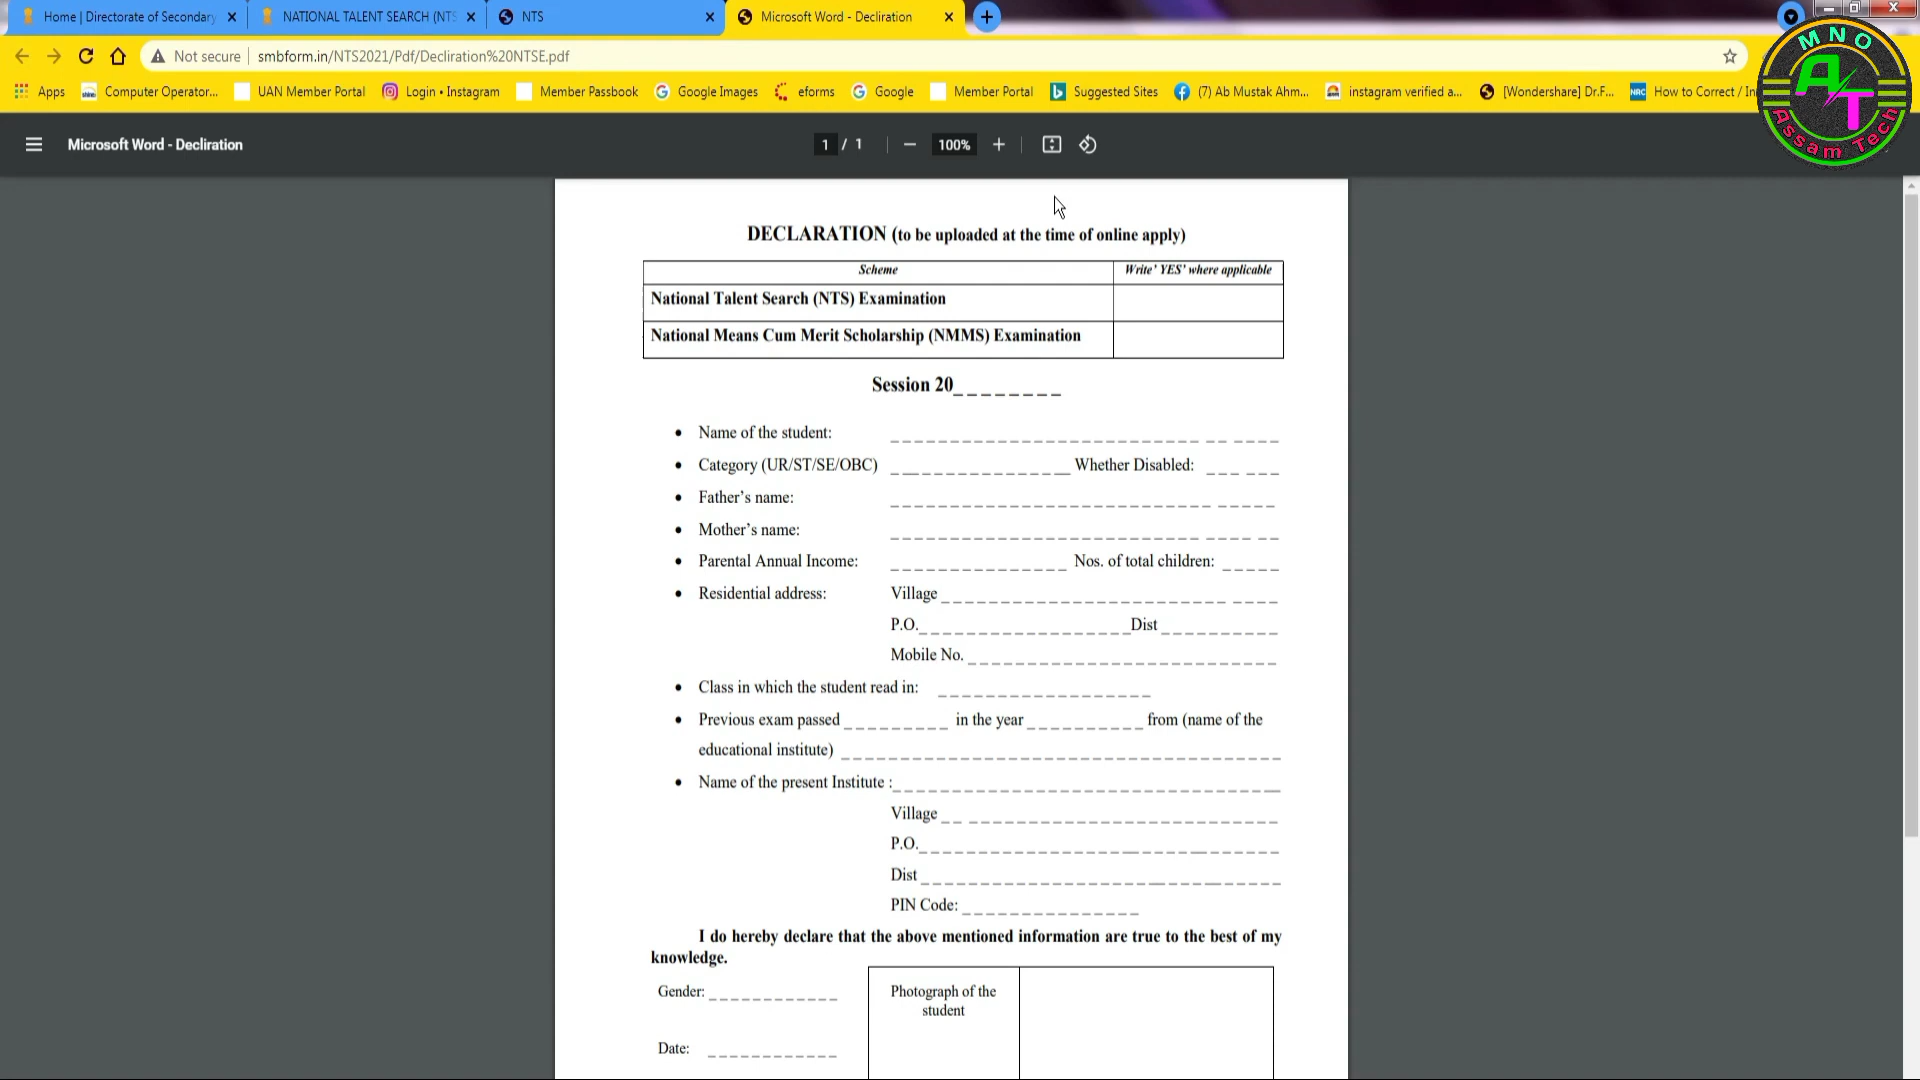 Home | Directorate of Secondary
NATIONAL TALENT SEARCH (NTS
NTS
Microsoft Word - Decliration
Not secure
smbform.in/NTS2021/Pdf/Decliration%20NTSE.pdf
Apps
Computer Operator...
UAN Member Portal
Login • Instagram
Member Passbook
Google Images
eforms
Google
Member Portal
Suggested Sites
(7) Ab Mustak Ahm...
instagram verified a...
[Wondershare] Dr.F...
How to Correct / In
MNO
AT
Assam Tech
Microsoft Word - Decliration
1 / 1
100%
DECLARATION (to be uploaded at the time of online apply)
Scheme
Write' YES' where applicable
National Talent Search (NTS) Examination
National Means Cum Merit Scholarship (NMMS) Examination
Session 20_ _ _ _ _ _ _ _
• Name of the student:
• Category (UR/ST/SE/OBC) Whether Disabled:
• Father's name:
• Mother's name:
• Parental Annual Income: Nos. of total children:
• Residential address: Village
P.O. Dist
Mobile No.
• Class in which the student read in:
• Previous exam passed in the year from (name of the
educational institute)
• Name of the present Institute :
Village
P.O.
Dist
PIN Code:
I do hereby declare that the above mentioned information are true to the best of my
knowledge.
Gender:
Photograph of the
student
Date: